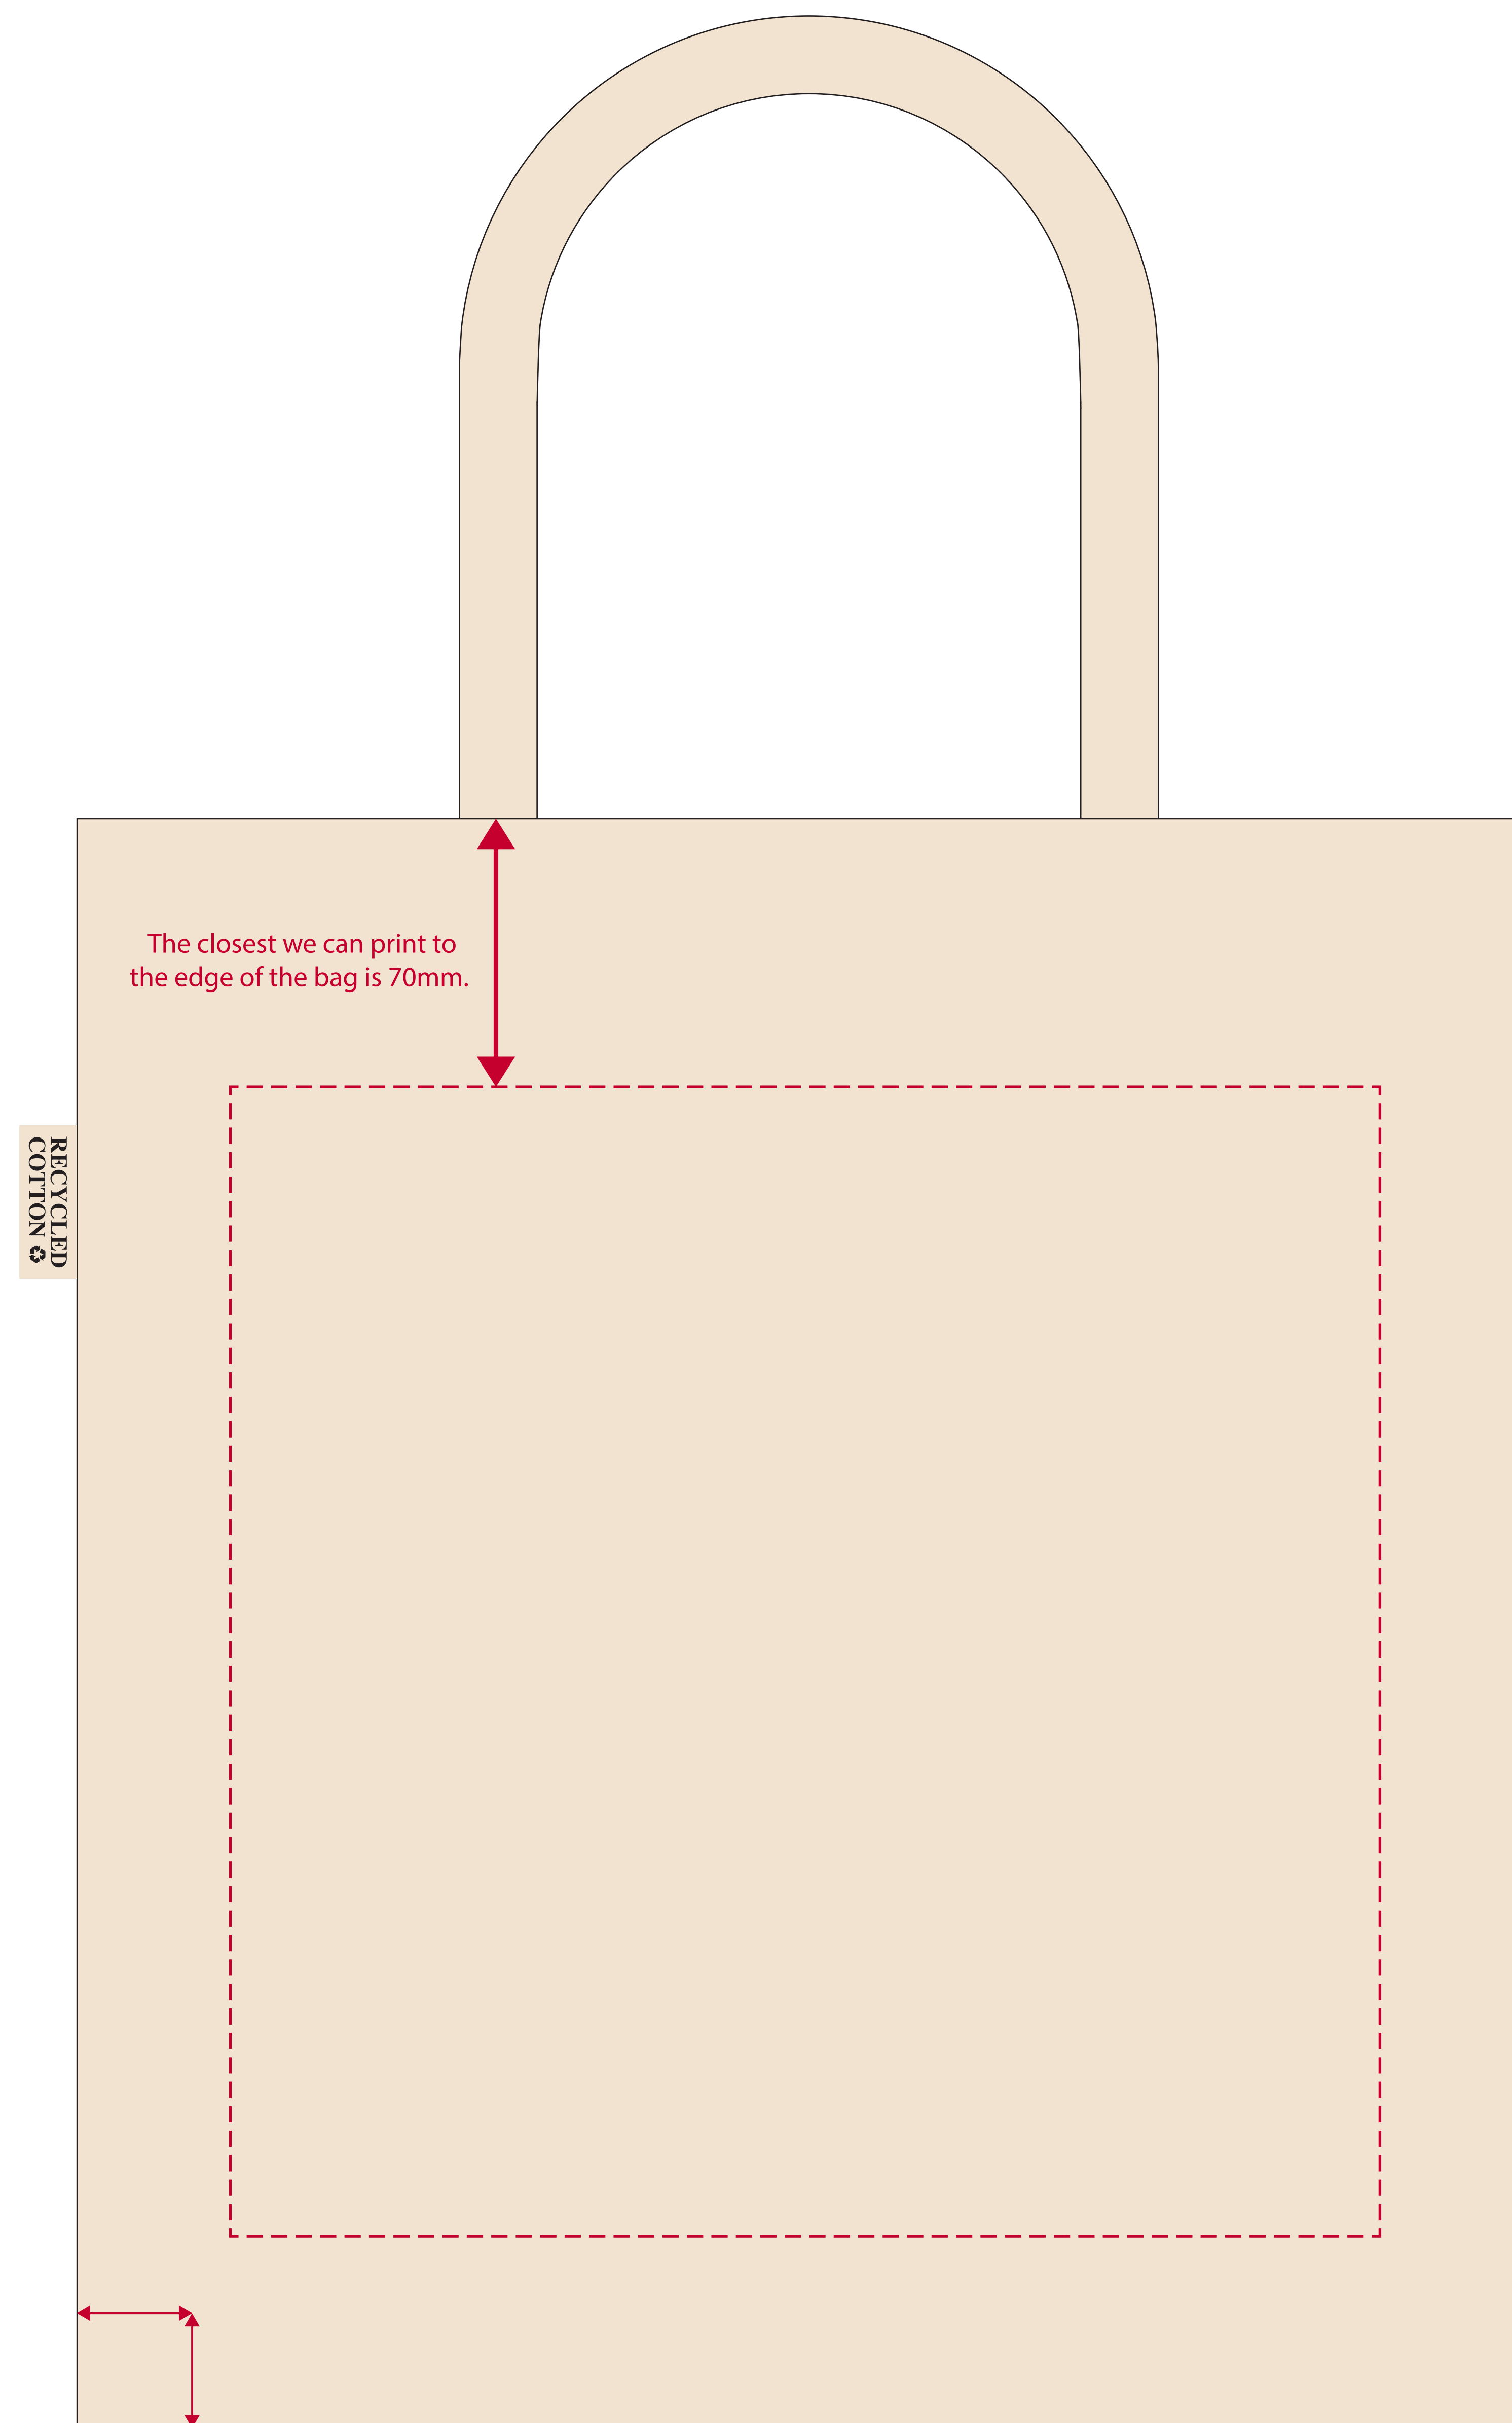 The closest we can print to
the edge of the bag is 70mm.
RECYCLED
COTTON